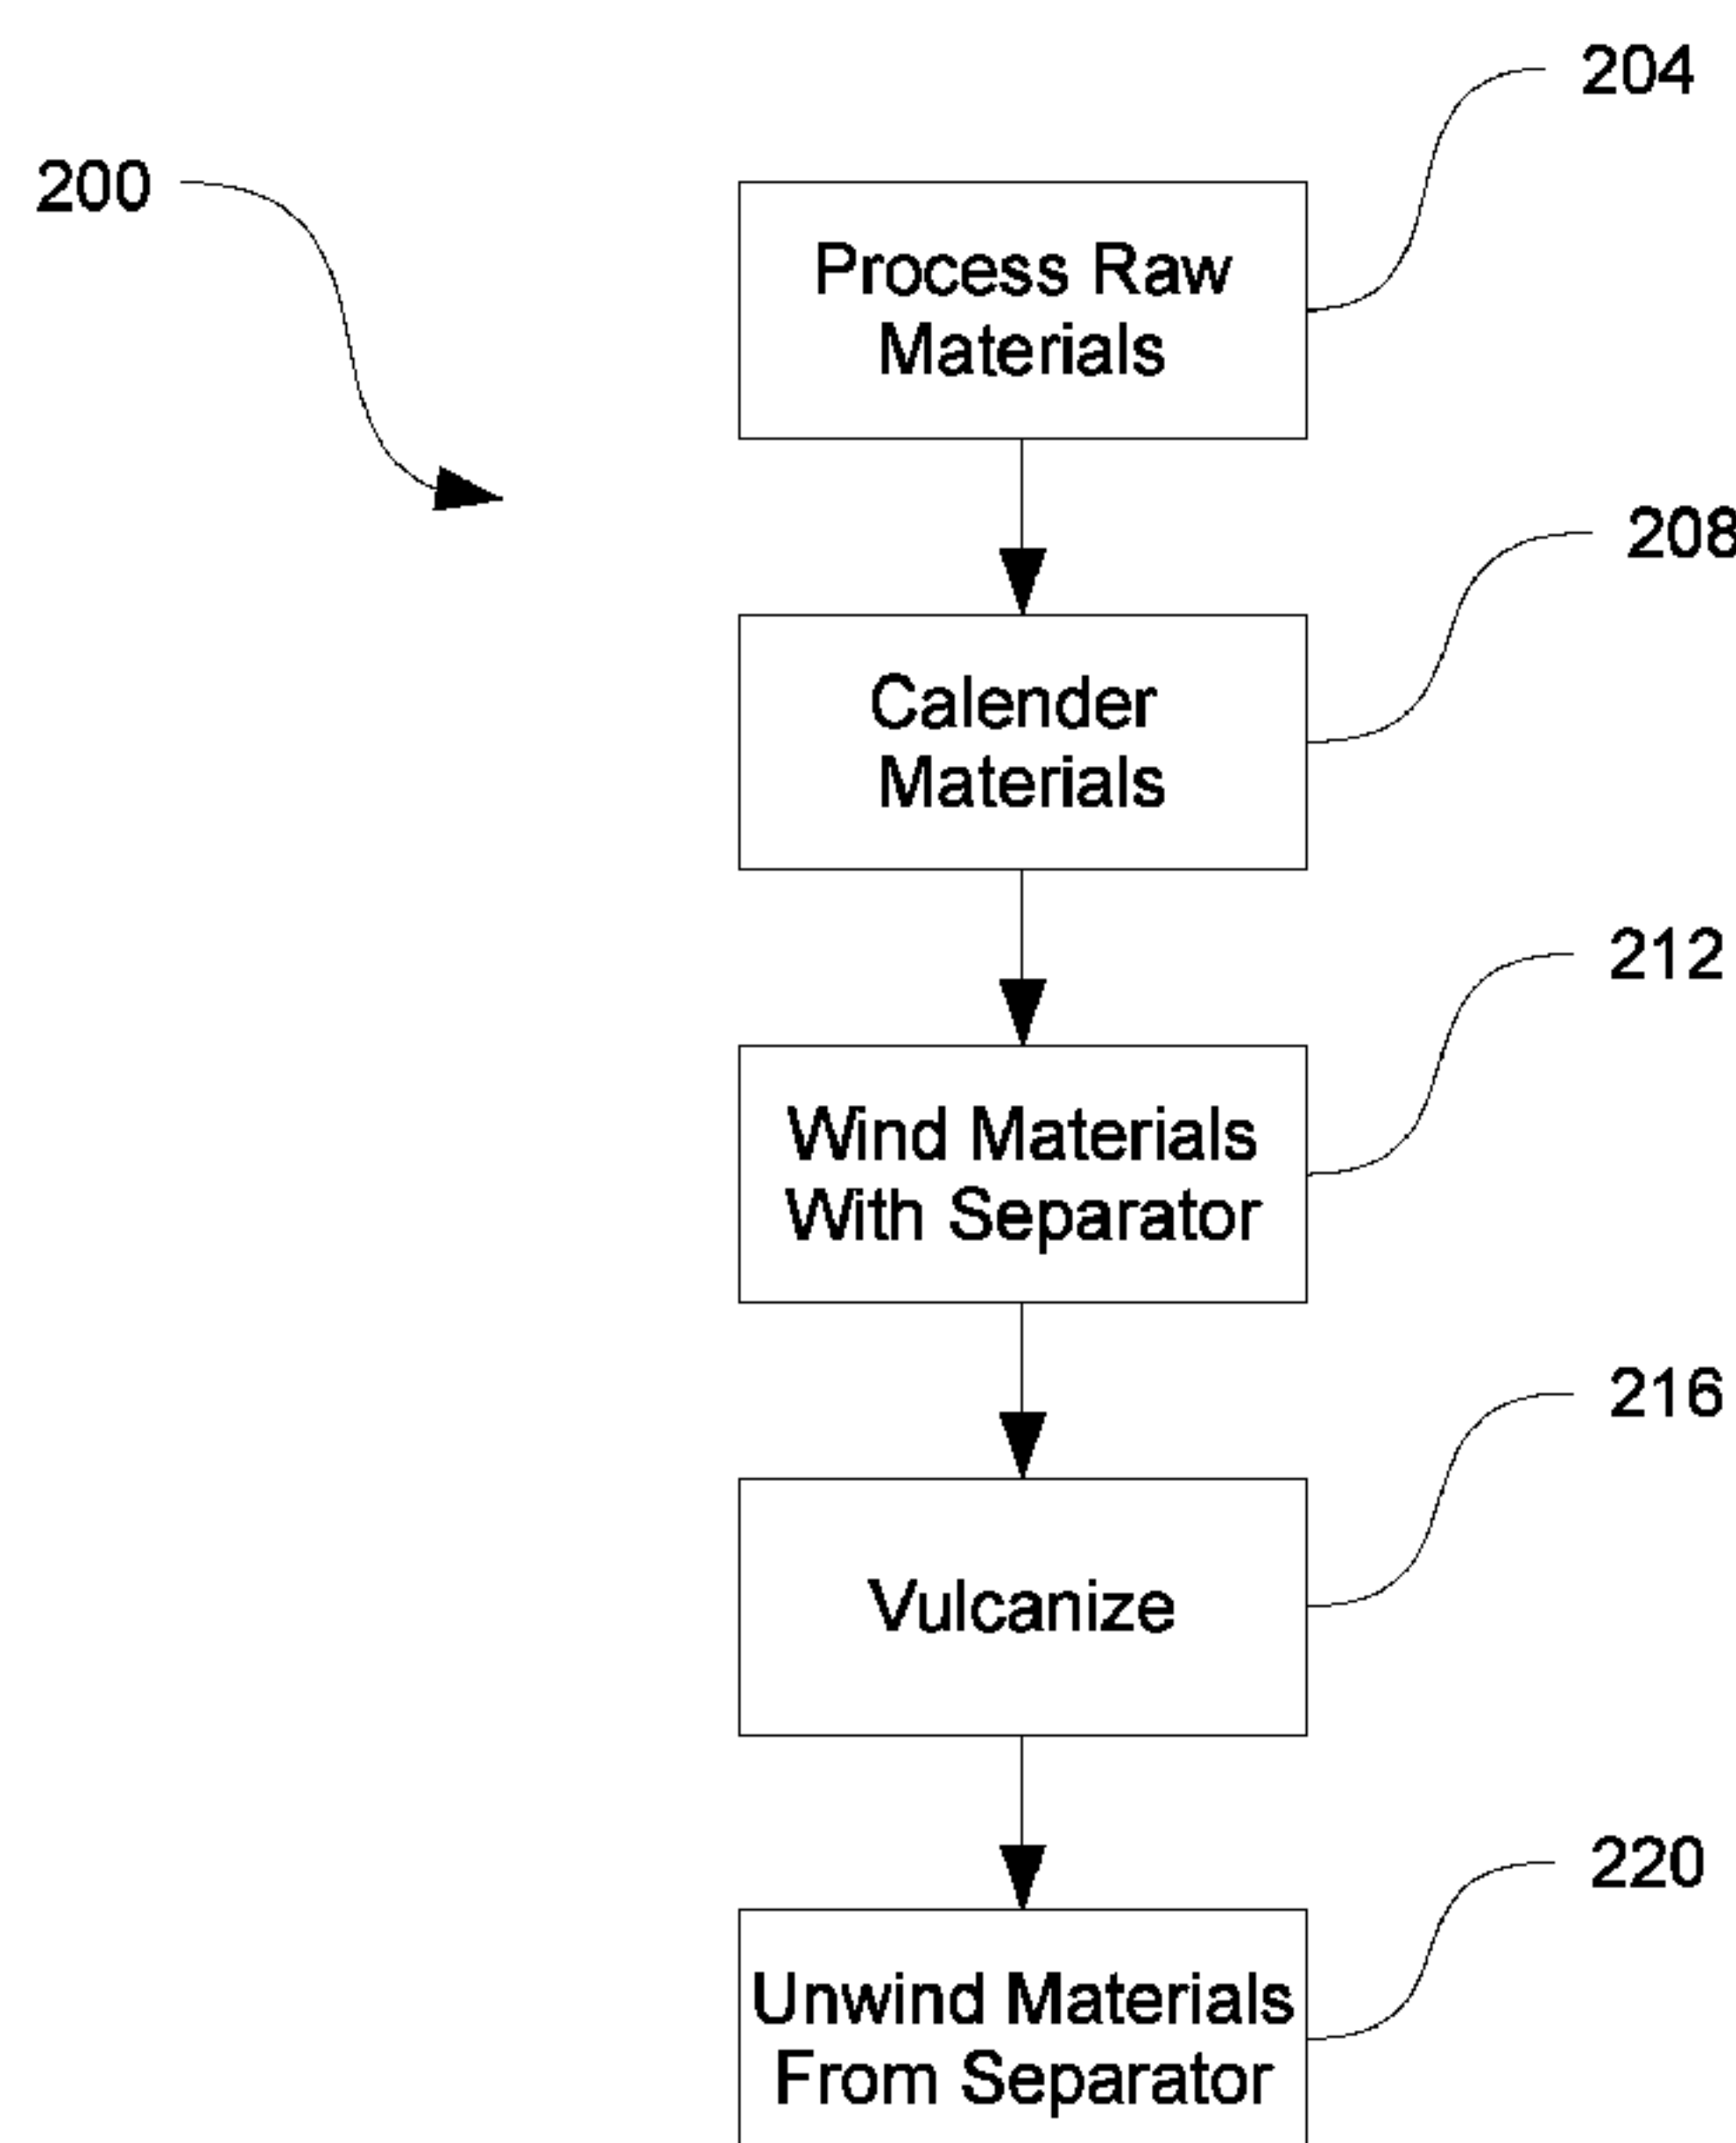 204
200
Process Raw
Materials
208
Calender
Materials
212
Wind Materials
With Separator
216
Vulcanize
220
Unwind Materials
From Separator